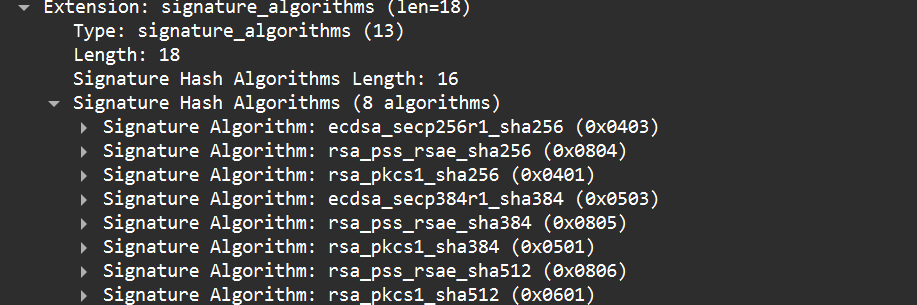 Extension: signature_algorithms (len=18)
Type: signature_algorithms (13)
Length: 18
Signature Hash Algorithms Length: 16
Signature Hash Algorithms (8 algorithms)
Signature Algorithm: ecdsa_secp256r1_sha256 (0x0403)
Signature Algorithm: rsa_pss_rsae_sha256 (0x0804)
Signature Algorithm: rsa_pkcs1_sha256 (0x0401)
Signature Algorithm: ecdsa_secp384r1_sha384 (0x0503)
Signature Algorithm: rsa_pss_rsae_sha384 (0x0805)
Signature Algorithm: rsa_pkcs1_sha384 (0x0501)
Signature Algorithm: rsa_pss_rsae_sha512 (0x0806)
Signature Algorithm: rsa_pkcs1_sha512 (0x0601)